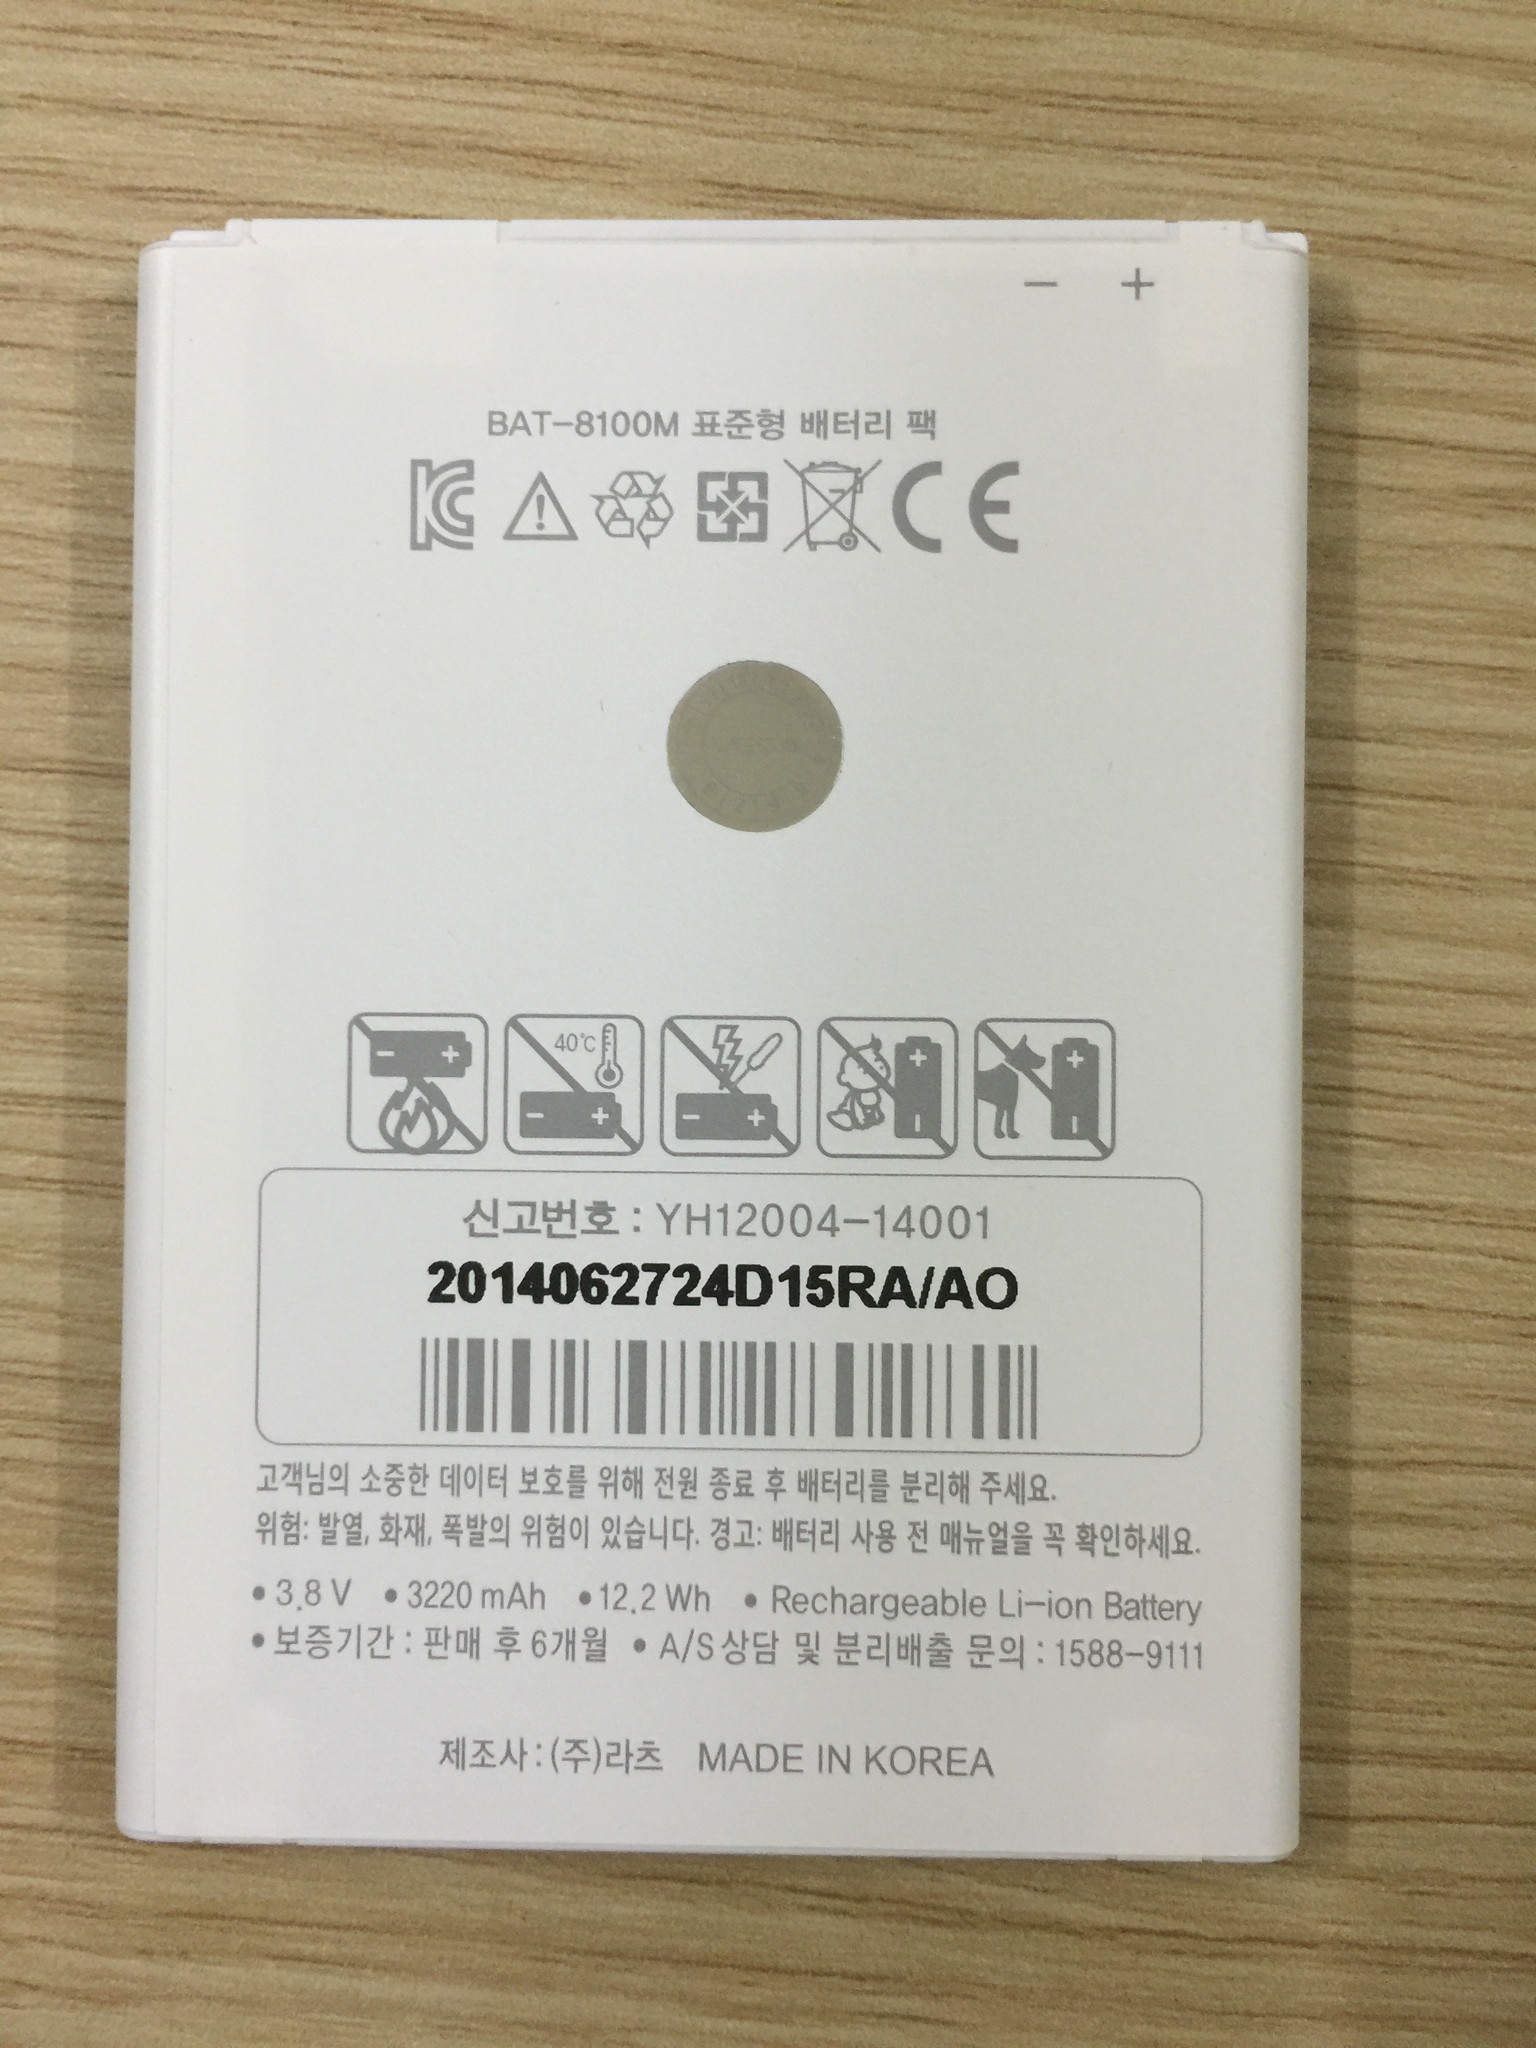 − +
BAT-8100M 표준형 배터리 팩
40℃
신고번호 : YH12004-14001
2014062724D15RA/AO
고객님의 소중한 데이터 보호를 위해 전원 종료 후 배터리를 분리해 주세요.
위험: 발열, 화재, 폭발의 위험이 있습니다. 경고: 배터리 사용 전 매뉴얼을 꼭 확인하세요.
• 3.8 V • 3220 mAh • 12.2 Wh • Rechargeable Li-ion Battery
• 보증기간 : 판매 후 6개월 • A/S 상담 및 분리배출 문의 : 1588-9111
제조사 : (주)라츠 MADE IN KOREA